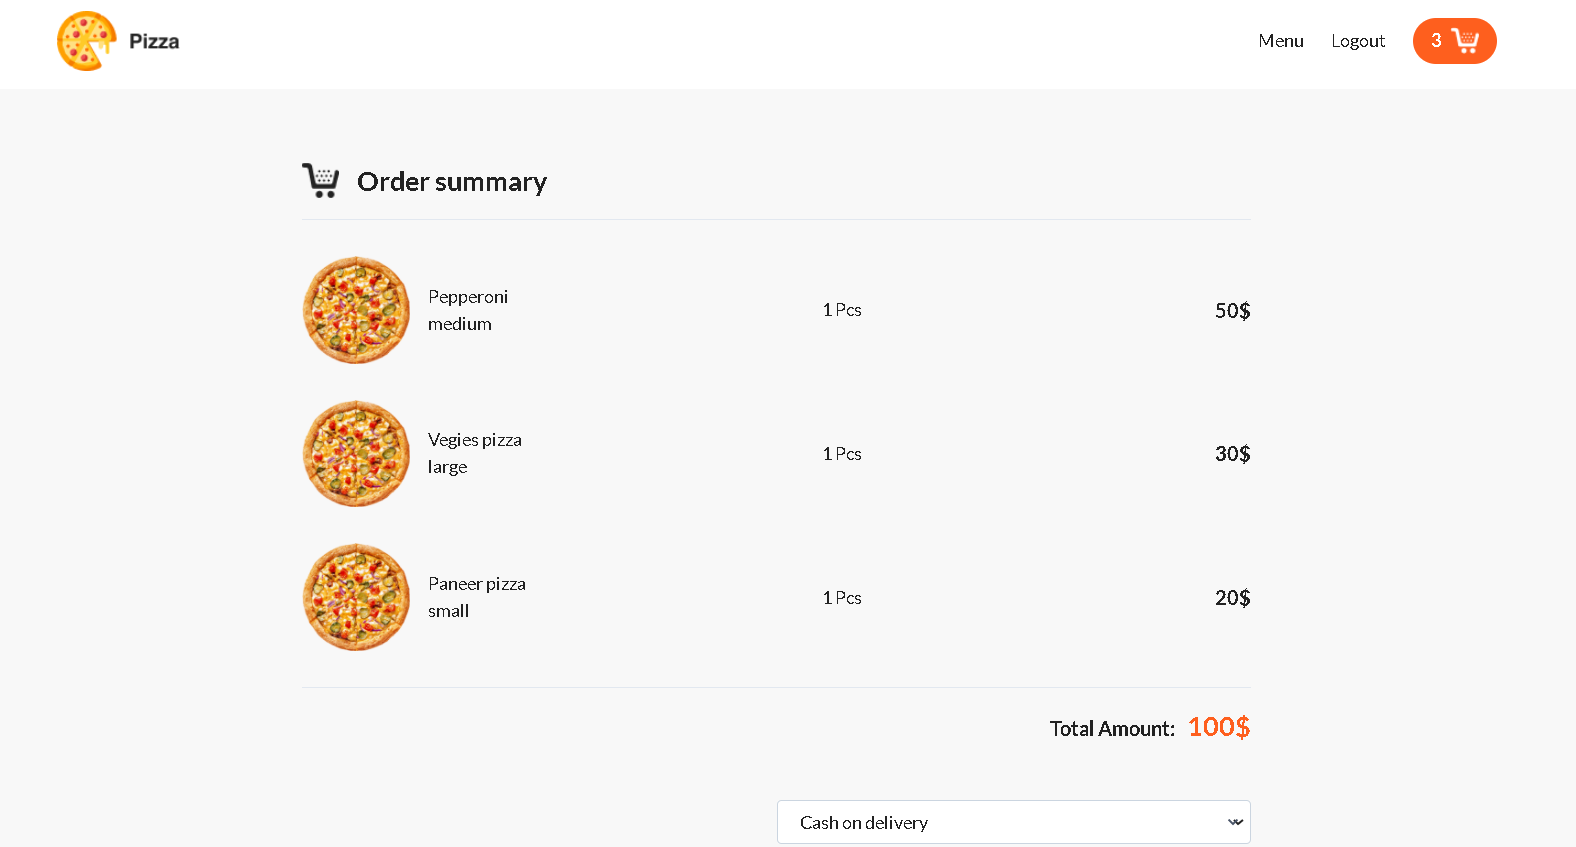 Pizza
Menu Logout 3
Order summary
Pepperoni
medium
1 Pcs
50$
Vegies pizza
large
1 Pcs
30$
Paneer pizza
small
1 Pcs
20$
Total Amount: 100$
Cash on delivery